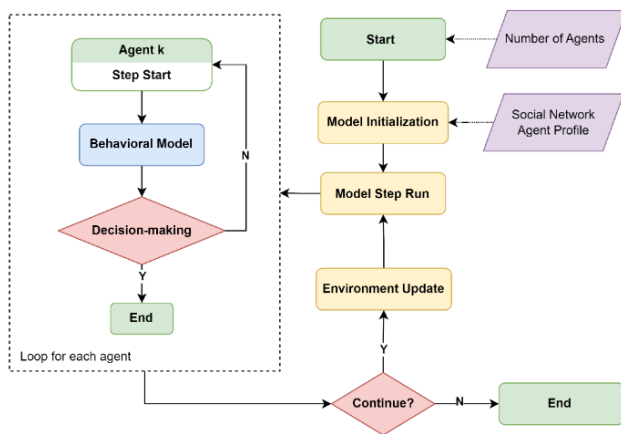 Agent k
Step Start
Behavioral Model
N
Decision-making
Y
End
Loop for each agent
Start
Number of Agents
Model Initialization
Social Network
Agent Profile
Model Step Run
Environment Update
Y
Continue?
N
End